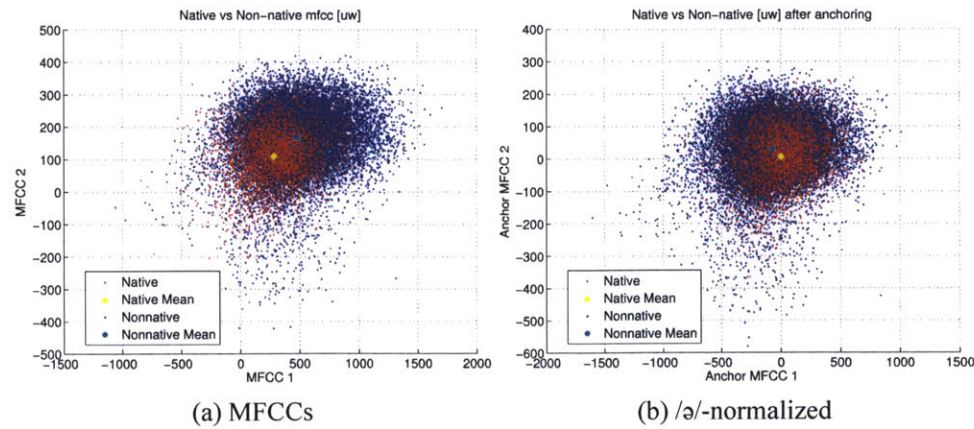 Native vs Non-native mfcc [uw]
500
400
300
200
100
0
−100
−200
−300
−400
−500
MFCC 2
Native
Native Mean
Nonnative
Nonnative Mean
−1500
−1000
−500
0
500
1000
1500
2000
MFCC 1
(a) MFCCs
Native vs Non-native [uw] after anchoring
400
300
200
100
0
−100
−200
−300
−400
−500
−600
Anchor MFCC 2
Native
Native Mean
Nonnative
Nonnative Mean
−2000
−1500
−1000
−500
0
500
1000
1500
Anchor MFCC 1
(b) /ə/-normalized